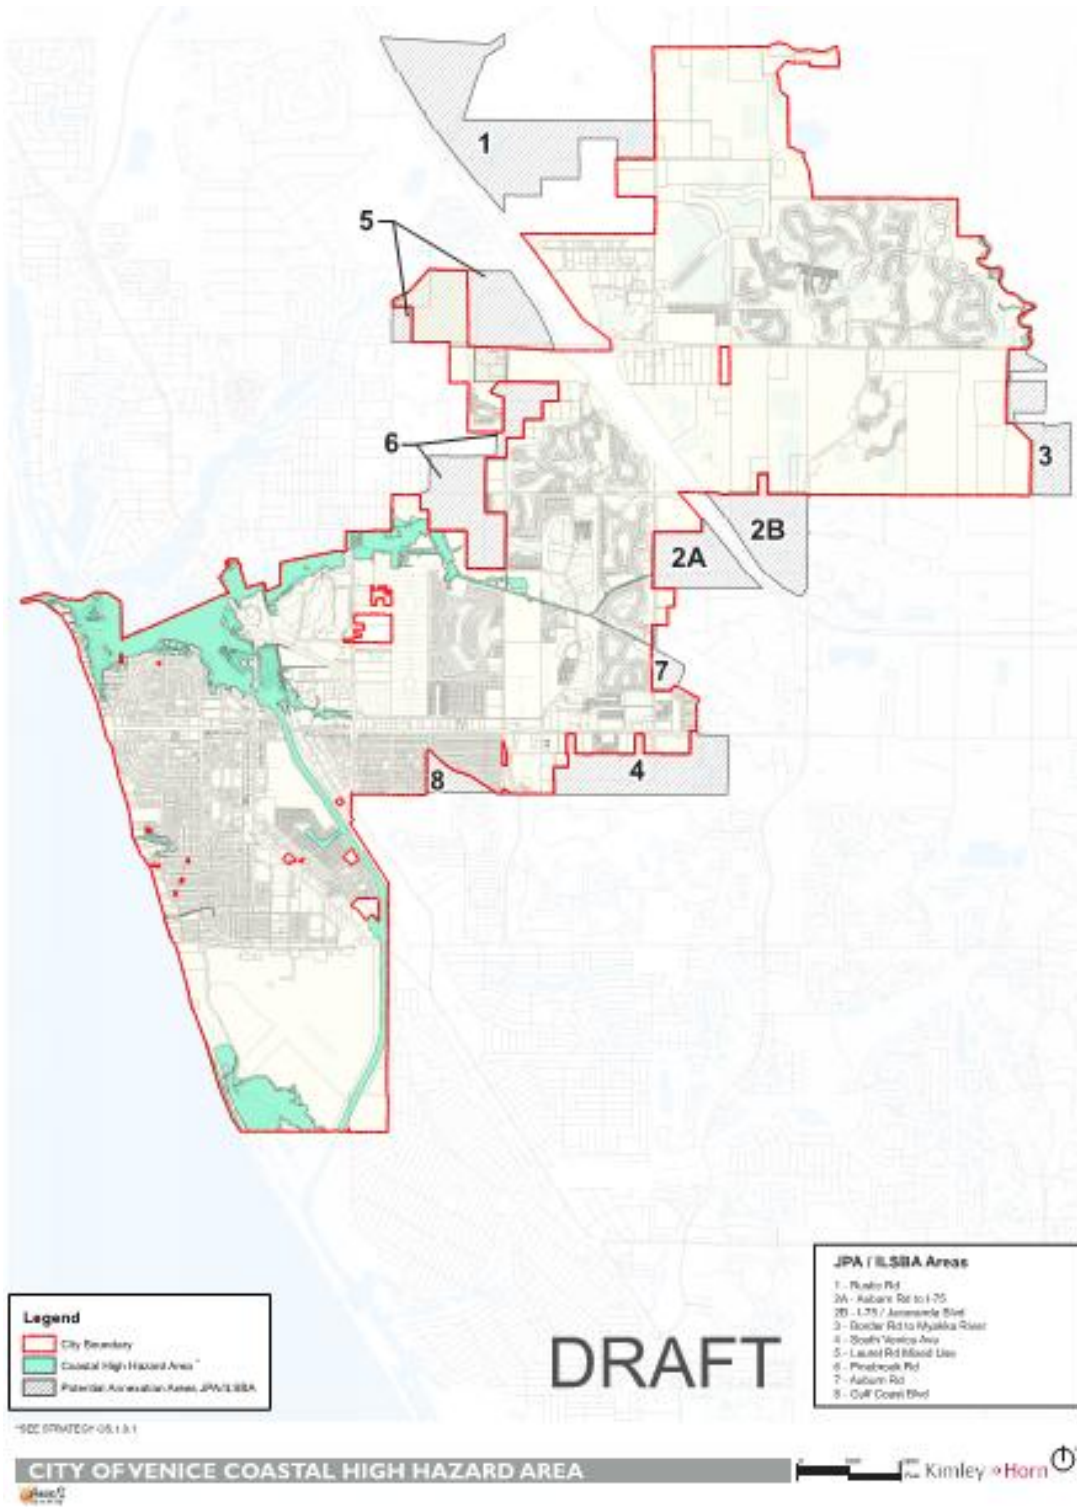 1
5
6
3
2B
2A
7
4
8
JPA / ILSBA Areas
1 - Rustic Rd
2A - Auburn Rd to I-75
2B - I-75 / Jacaranda Blvd
3 - Border Rd to Myakka River
4 - South Venice Ave
5 - Laurel Rd Mixed Use
6 - Pinebrook Rd
7 - Auburn Rd
8 - Gulf Coast Blvd
Legend
City Boundary
Coastal High Hazard Area *
Potential Annexation Areas JPA/ILSBA
DRAFT
*SEE STRATEGY
CITY OF VENICE COASTAL HIGH HAZARD AREA
Kimley»Horn